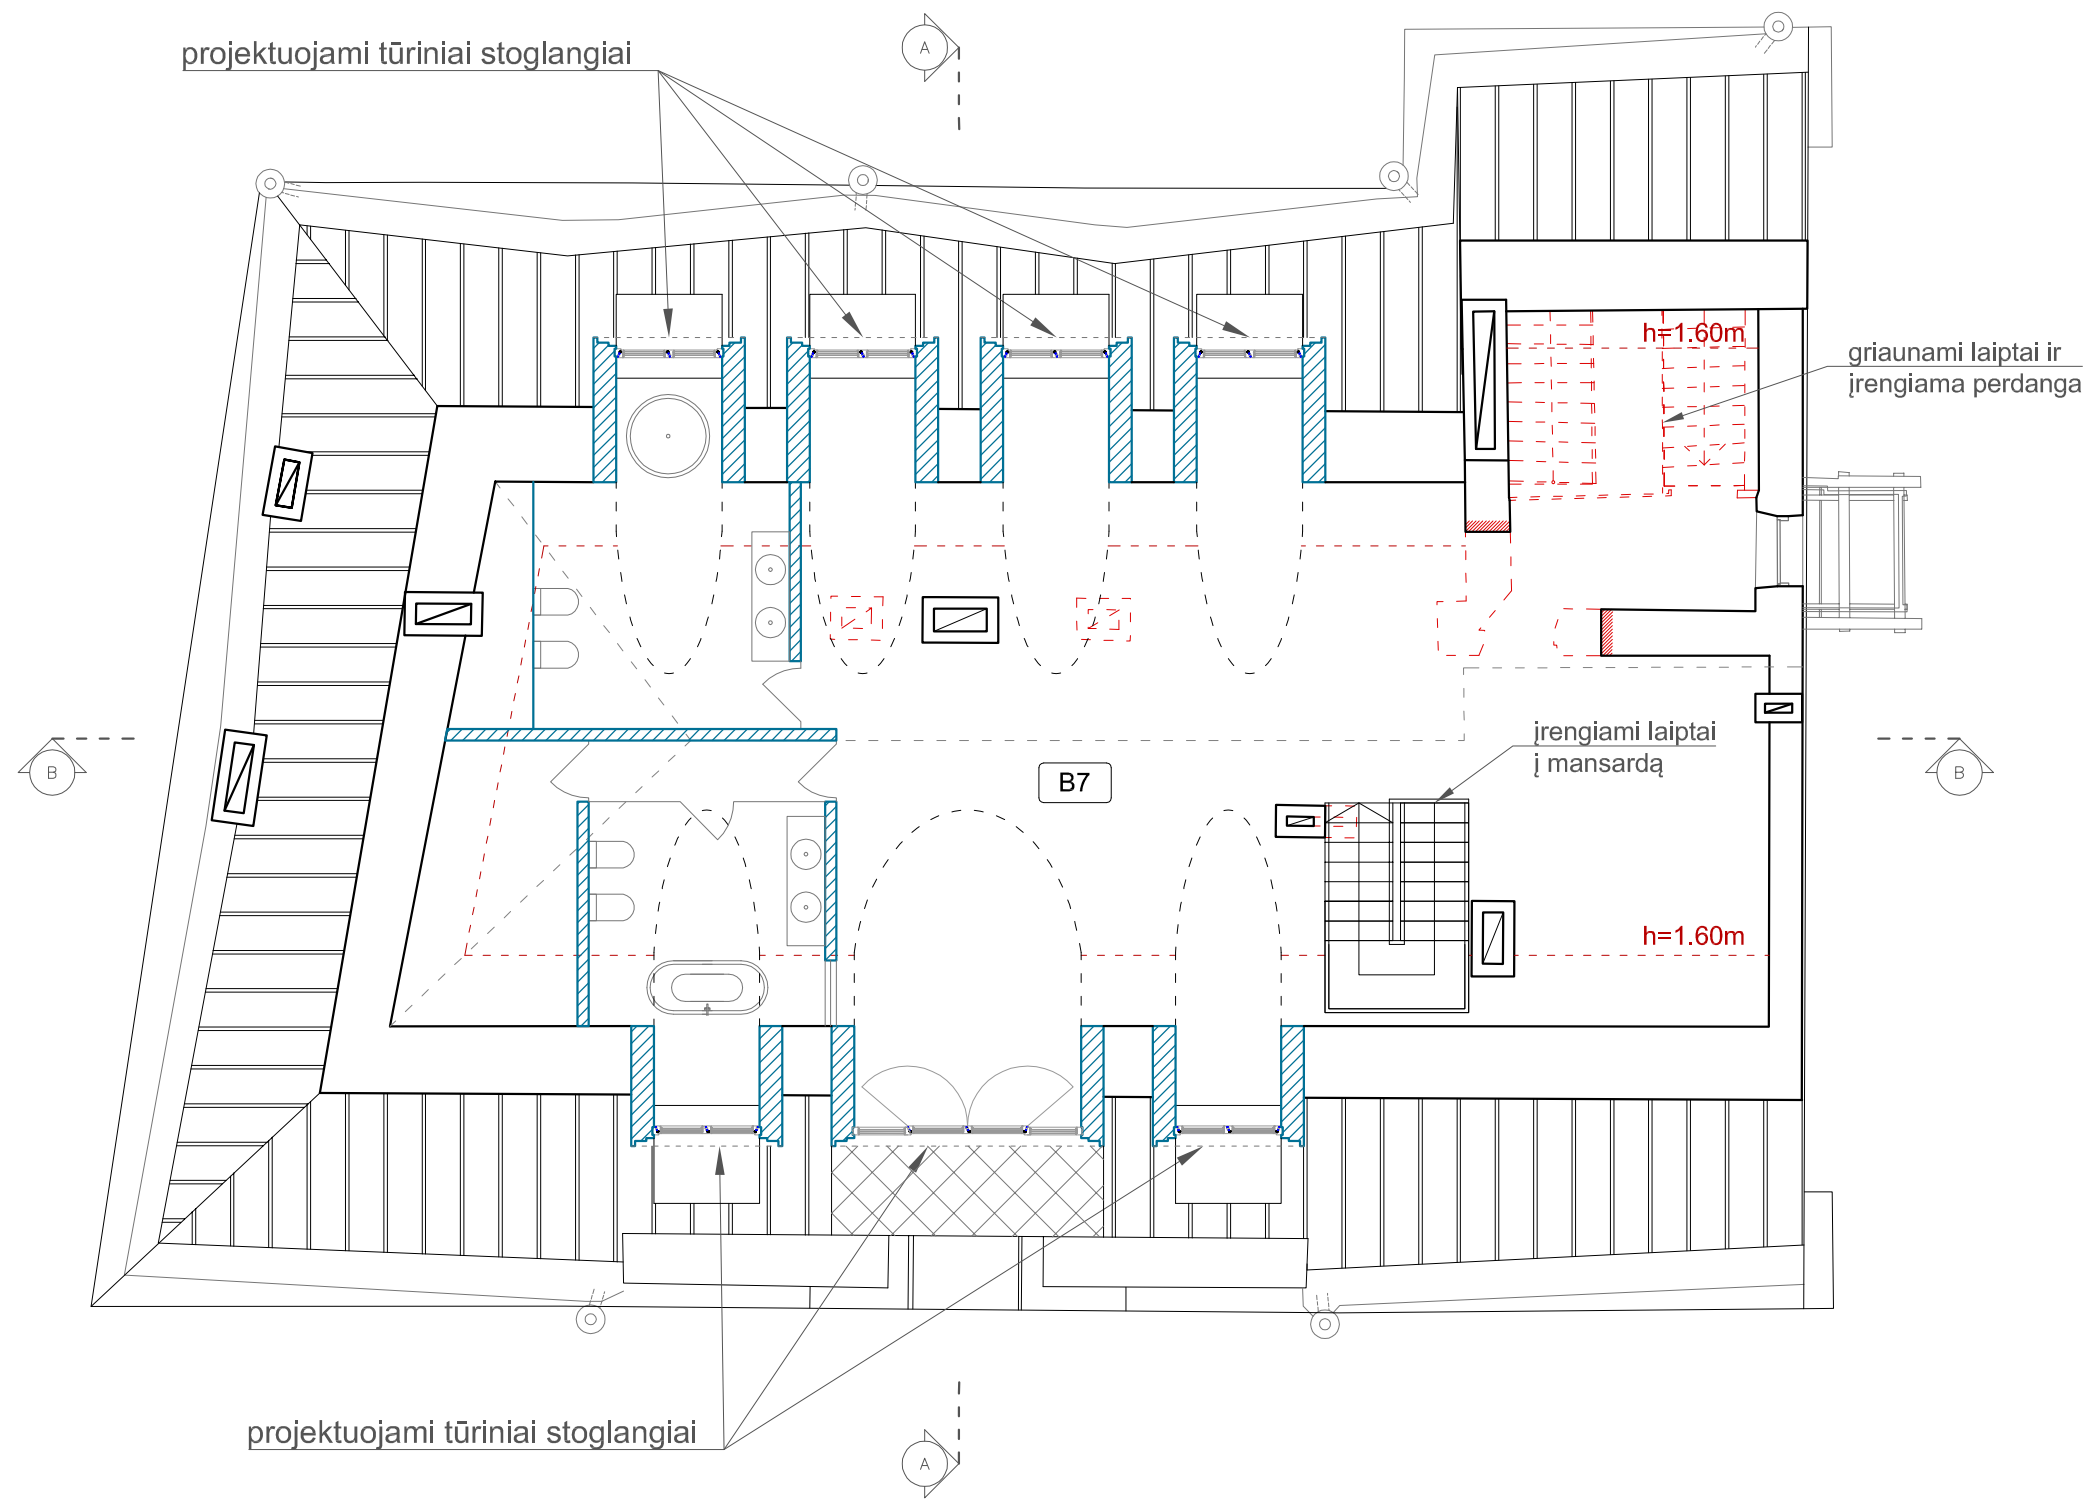 projektuojami tūriniai stoglangiai
A
h=1.60m
griaunami laiptai ir
įrengiama perdanga
įrengiami laiptai
į mansardą
B
B7
B
h=1.60m
projektuojami tūriniai stoglangiai
A